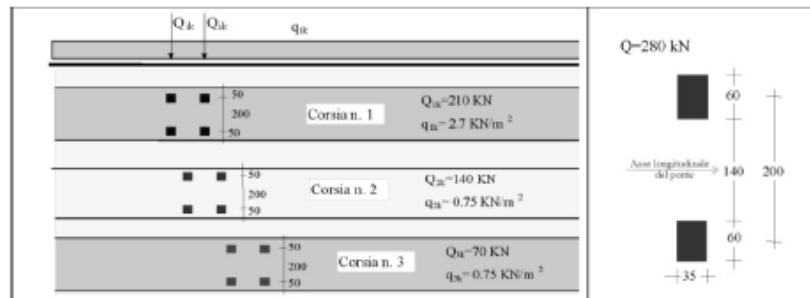 Q1k Qik qik
50
200
50
Corsia n. 1
Q1k=210 KN
q1k= 2.7 KN/m 2
50
200
50
Corsia n. 2
Q2k=140 KN
q2k= 0.75 KN/m 2
50
200
50
Corsia n. 3
Q3k=70 KN
q3k= 0.75 KN/m 2
Q=280 kN
60
Asse longitudinale
del ponte
140
200
60
35